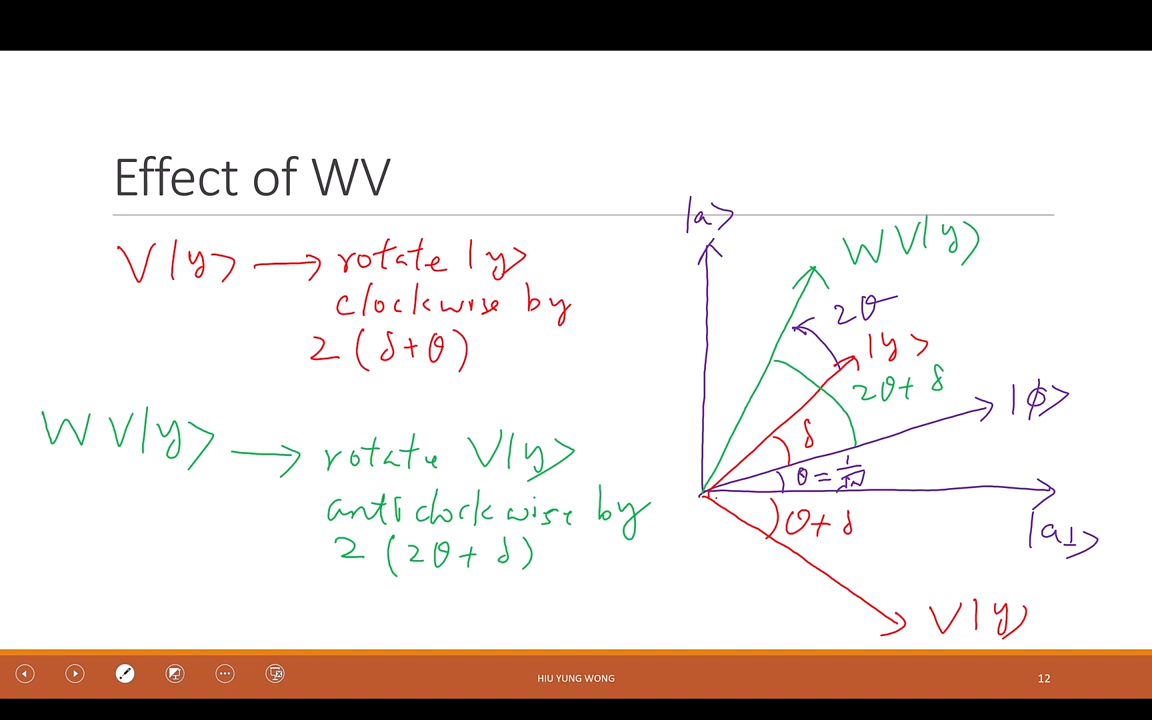 Effect of WV
V|y> → rotate |y>
clockwise by
2(δ+θ)
WV|y> → rotate V|y>
anticlockwise by
2(2θ+δ)
|a>
WV|y>
2θ
|y>
2θ+δ
|ϕ>
δ
θ=1/√N
|a⊥>
θ+δ
V|y>
HIU YUNG WONG
12